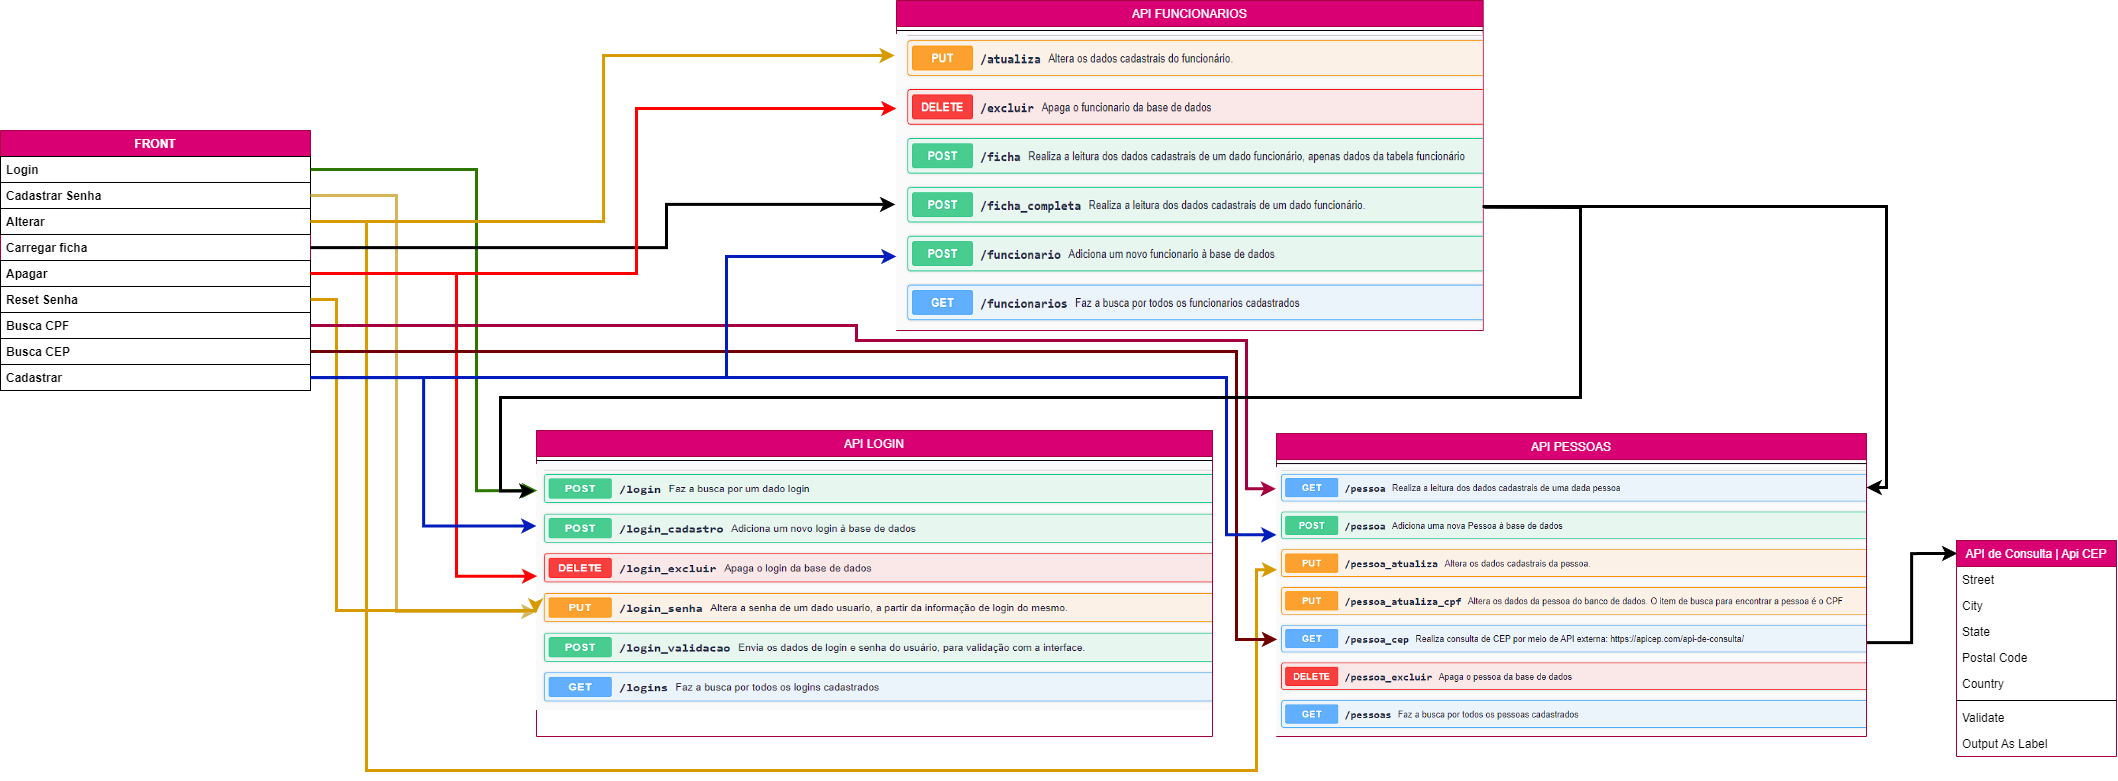 API FUNCIONARIOS
PUT /atualiza Altera os dados cadastrais do funcionário.
DELETE /excluir Apaga o funcionario da base de dados
POST /ficha Realiza a leitura dos dados cadastrais de um dado funcionário, apenas dados da tabela funcionário
POST /ficha_completa Realiza a leitura dos dados cadastrais de um dado funcionário.
POST /funcionario Adiciona um novo funcionario à base de dados
GET /funcionarios Faz a busca por todos os funcionarios cadastrados
FRONT
Login
Cadastrar Senha
Alterar
Carregar ficha
Apagar
Reset Senha
Busca CPF
Busca CEP
Cadastrar
API LOGIN
POST /login Faz a busca por um dado login
POST /login_cadastro Adiciona um novo login à base de dados
DELETE /login_excluir Apaga o login da base de dados
PUT /login_senha Altera a senha de um dado usuario, a partir da informação de login do mesmo.
POST /login_validacao Envia os dados de login e senha do usuário, para validação com a interface.
GET /logins Faz a busca por todos os logins cadastrados
API PESSOAS
GET /pessoa Realiza a leitura dos dados cadastrais de uma dada pessoa
POST /pessoa Adiciona uma nova Pessoa à base de dados
PUT /pessoa_atualiza Altera os dados cadastrais da pessoa.
PUT /pessoa_atualiza_cpf Altera os dados da pessoa do banco de dados. O item de busca para encontrar a pessoa é o CPF
GET /pessoa_cep Realiza consulta de CEP por meio de API externa: https://apicep.com/api-de-consulta/
DELETE /pessoa_excluir Apaga o pessoa da base de dados
GET /pessoas Faz a busca por todos os pessoas cadastrados
API de Consulta | Api CEP
Street
City
State
Postal Code
Country
Validate
Output As Label